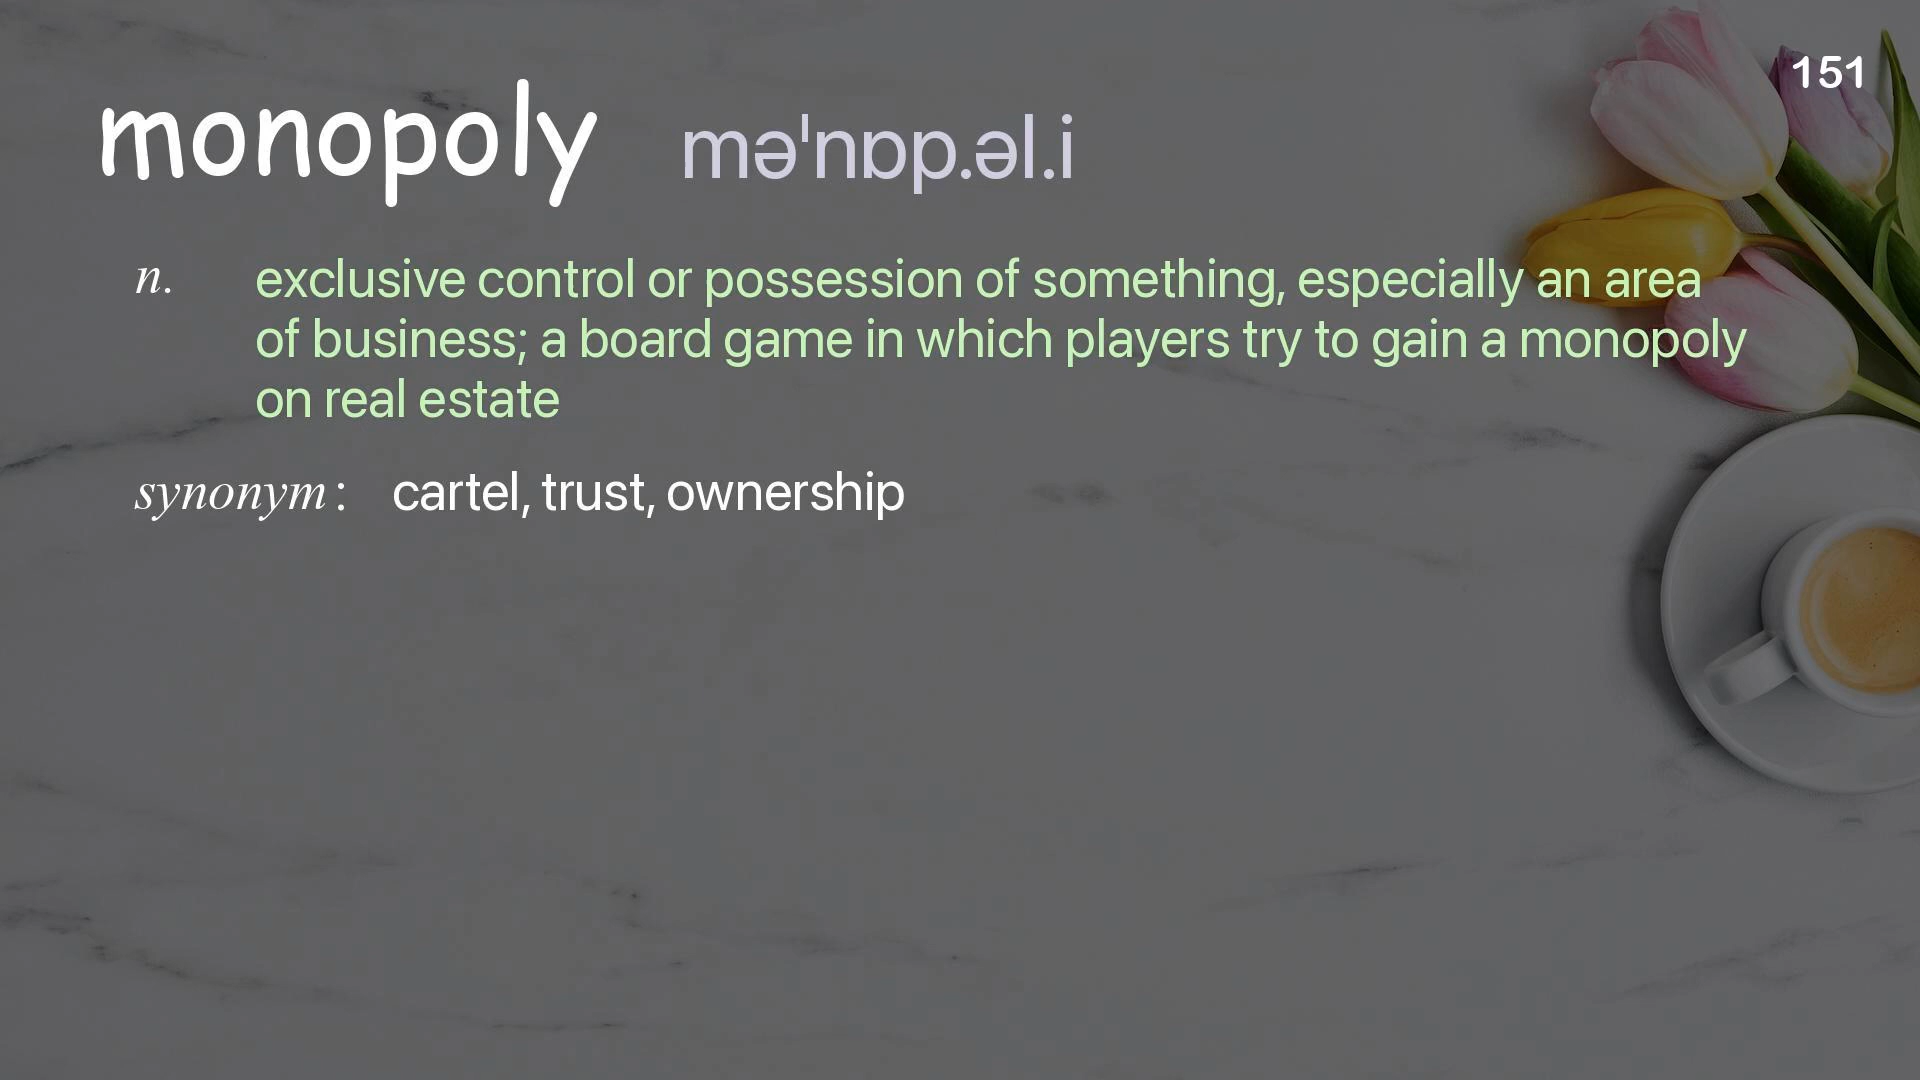 151
monopoly məˈnɒp.əl.i
n. exclusive control or possession of something, especially an area
of business; a board game in which players try to gain a monopoly
on real estate
synonym : cartel, trust, ownership